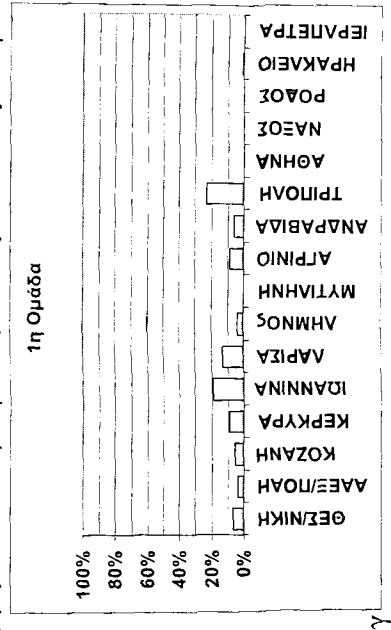 1η Ομάδα
100%
80%
60%
40%
20%
0%
ΘΕΣ/ΝΙΚΗ
ΑΛΕΞ/ΠΟΛΗ
ΚΟΖΑΝΗ
ΚΕΡΚΥΡΑ
ΙΩΑΝΝΙΝΑ
ΛΑΡΙΣΑ
ΛΗΜΝΟς
ΜΥΤΙΛΗΝΗ
ΑΓΡΙΝΙΟ
ΑΝΔΡΑΒΙΔΑ
ΤΡΙΠΟΛΗ
ΑΘΗΝΑ
ΝΑΞΟΣ
ΡΟΔΟΣ
ΗΡΑΚΛΕΙΟ
ΙΕΡΑΠΕΤΡΑ
γ